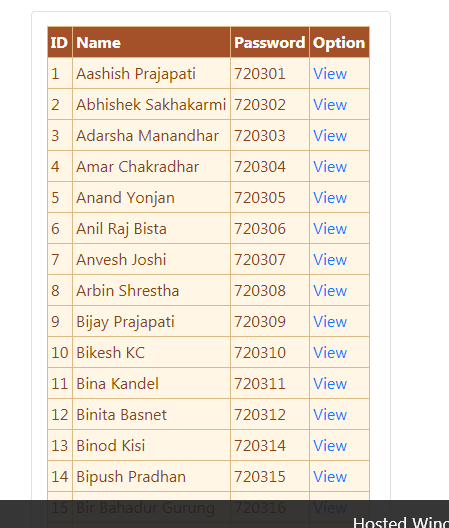 ID Name Password Option
1 Aashish Prajapati 720301 View
2 Abhishek Sakhakarmi 720302 View
3 Adarsha Manandhar 720303 View
4 Amar Chakradhar 720304 View
5 Anand Yonjan 720305 View
6 Anil Raj Bista 720306 View
7 Anvesh Joshi 720307 View
8 Arbin Shrestha 720308 View
9 Bijay Prajapati 720309 View
10 Bikesh KC 720310 View
11 Bina Kandel 720311 View
12 Binita Basnet 720312 View
13 Binod Kisi 720314 View
14 Bipush Pradhan 720315 View
15 Bir Bahadur Gurung 720316 View
Hosted Winc